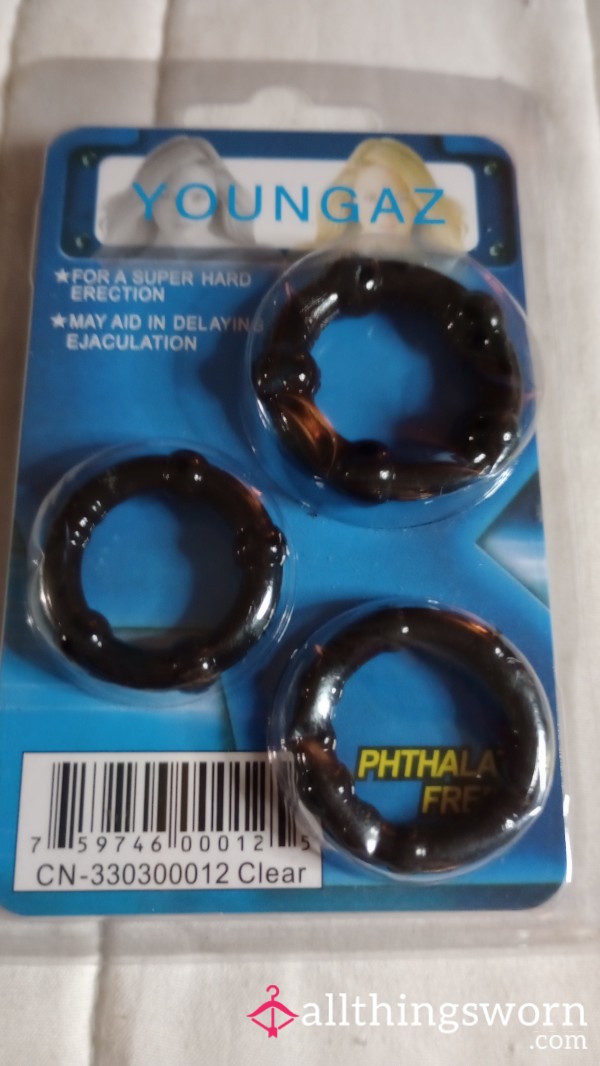 YOUNGAZ
★FOR A SUPER HARD
ERECTION
★MAY AID IN DELAYING
EJACULATION
PHTHALA
FRE
7 59746 00012 5
CN-330300012 Clear
allthingsworn
.com